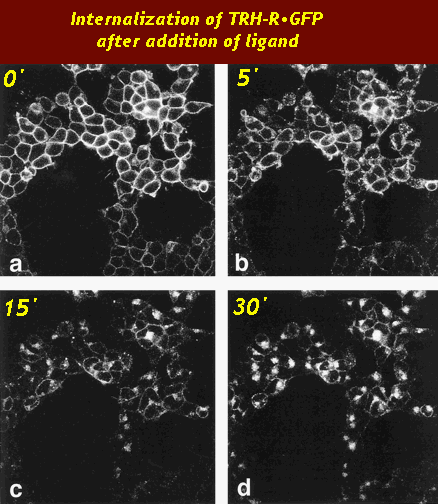 Internalization of TRH-R•GFP
after addition of ligand
0'
5'
a
b
15'
30'
c
d